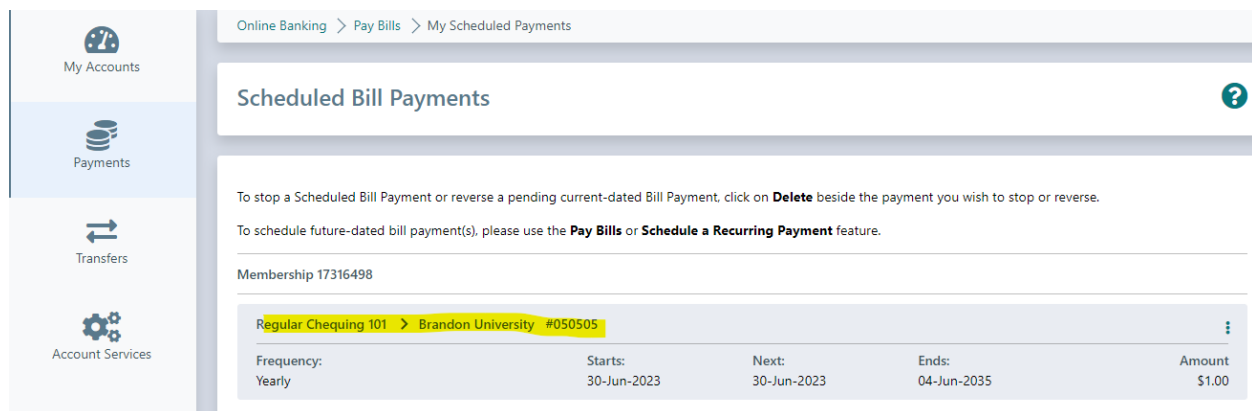 Online Banking > Pay Bills > My Scheduled Payments
My Accounts
Scheduled Bill Payments
?
Payments
To stop a Scheduled Bill Payment or reverse a pending current-dated Bill Payment, click on Delete beside the payment you wish to stop or reverse.
To schedule future-dated bill payment(s), please use the Pay Bills or Schedule a Recurring Payment feature.
Transfers
Membership 17316498
Regular Chequing 101 > Brandon University #050505
Account Services
Frequency: Starts: Next: Ends: Amount
Yearly 30-Jun-2023 30-Jun-2023 04-Jun-2035 $1.00